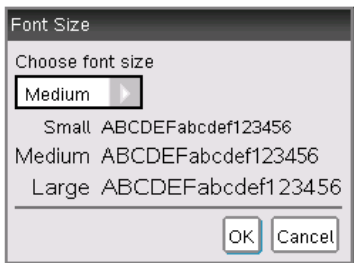 Font Size
Choose font size
Medium
Small ABCDEFabcdef123456
Medium ABCDEFabcdef123456
Large ABCDEFabcdef123456
OK Cancel